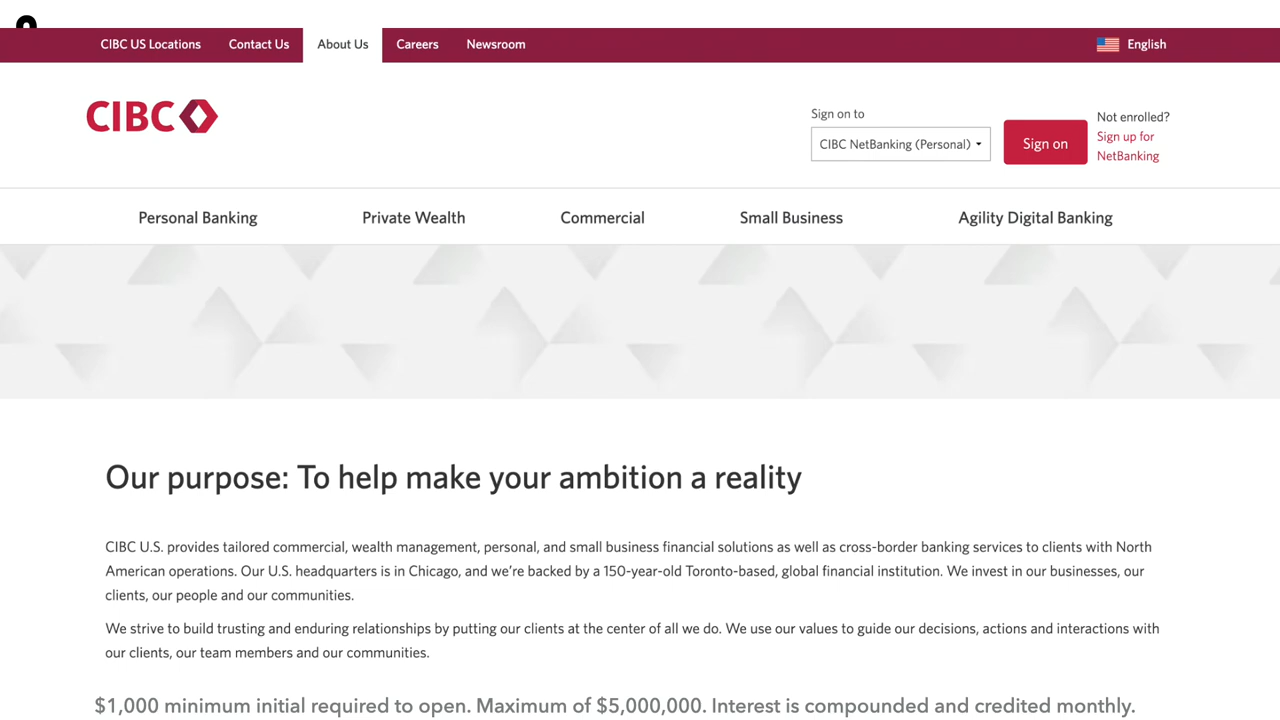 CIBC US Locations Contact Us About Us Careers Newsroom English
CIBC
Sign on to
CIBC NetBanking (Personal)
Sign on
Not enrolled?
Sign up for
NetBanking
Personal Banking Private Wealth Commercial Small Business Agility Digital Banking
Our purpose: To help make your ambition a reality
CIBC U.S. provides tailored commercial, wealth management, personal, and small business financial solutions as well as cross-border banking services to clients with North
American operations. Our U.S. headquarters is in Chicago, and we’re backed by a 150-year-old Toronto-based, global financial institution. We invest in our businesses, our
clients, our people and our communities.
We strive to build trusting and enduring relationships by putting our clients at the center of all we do. We use our values to guide our decisions, actions and interactions with
our clients, our team members and our communities.
$1,000 minimum initial required to open. Maximum of $5,000,000. Interest is compounded and credited monthly.